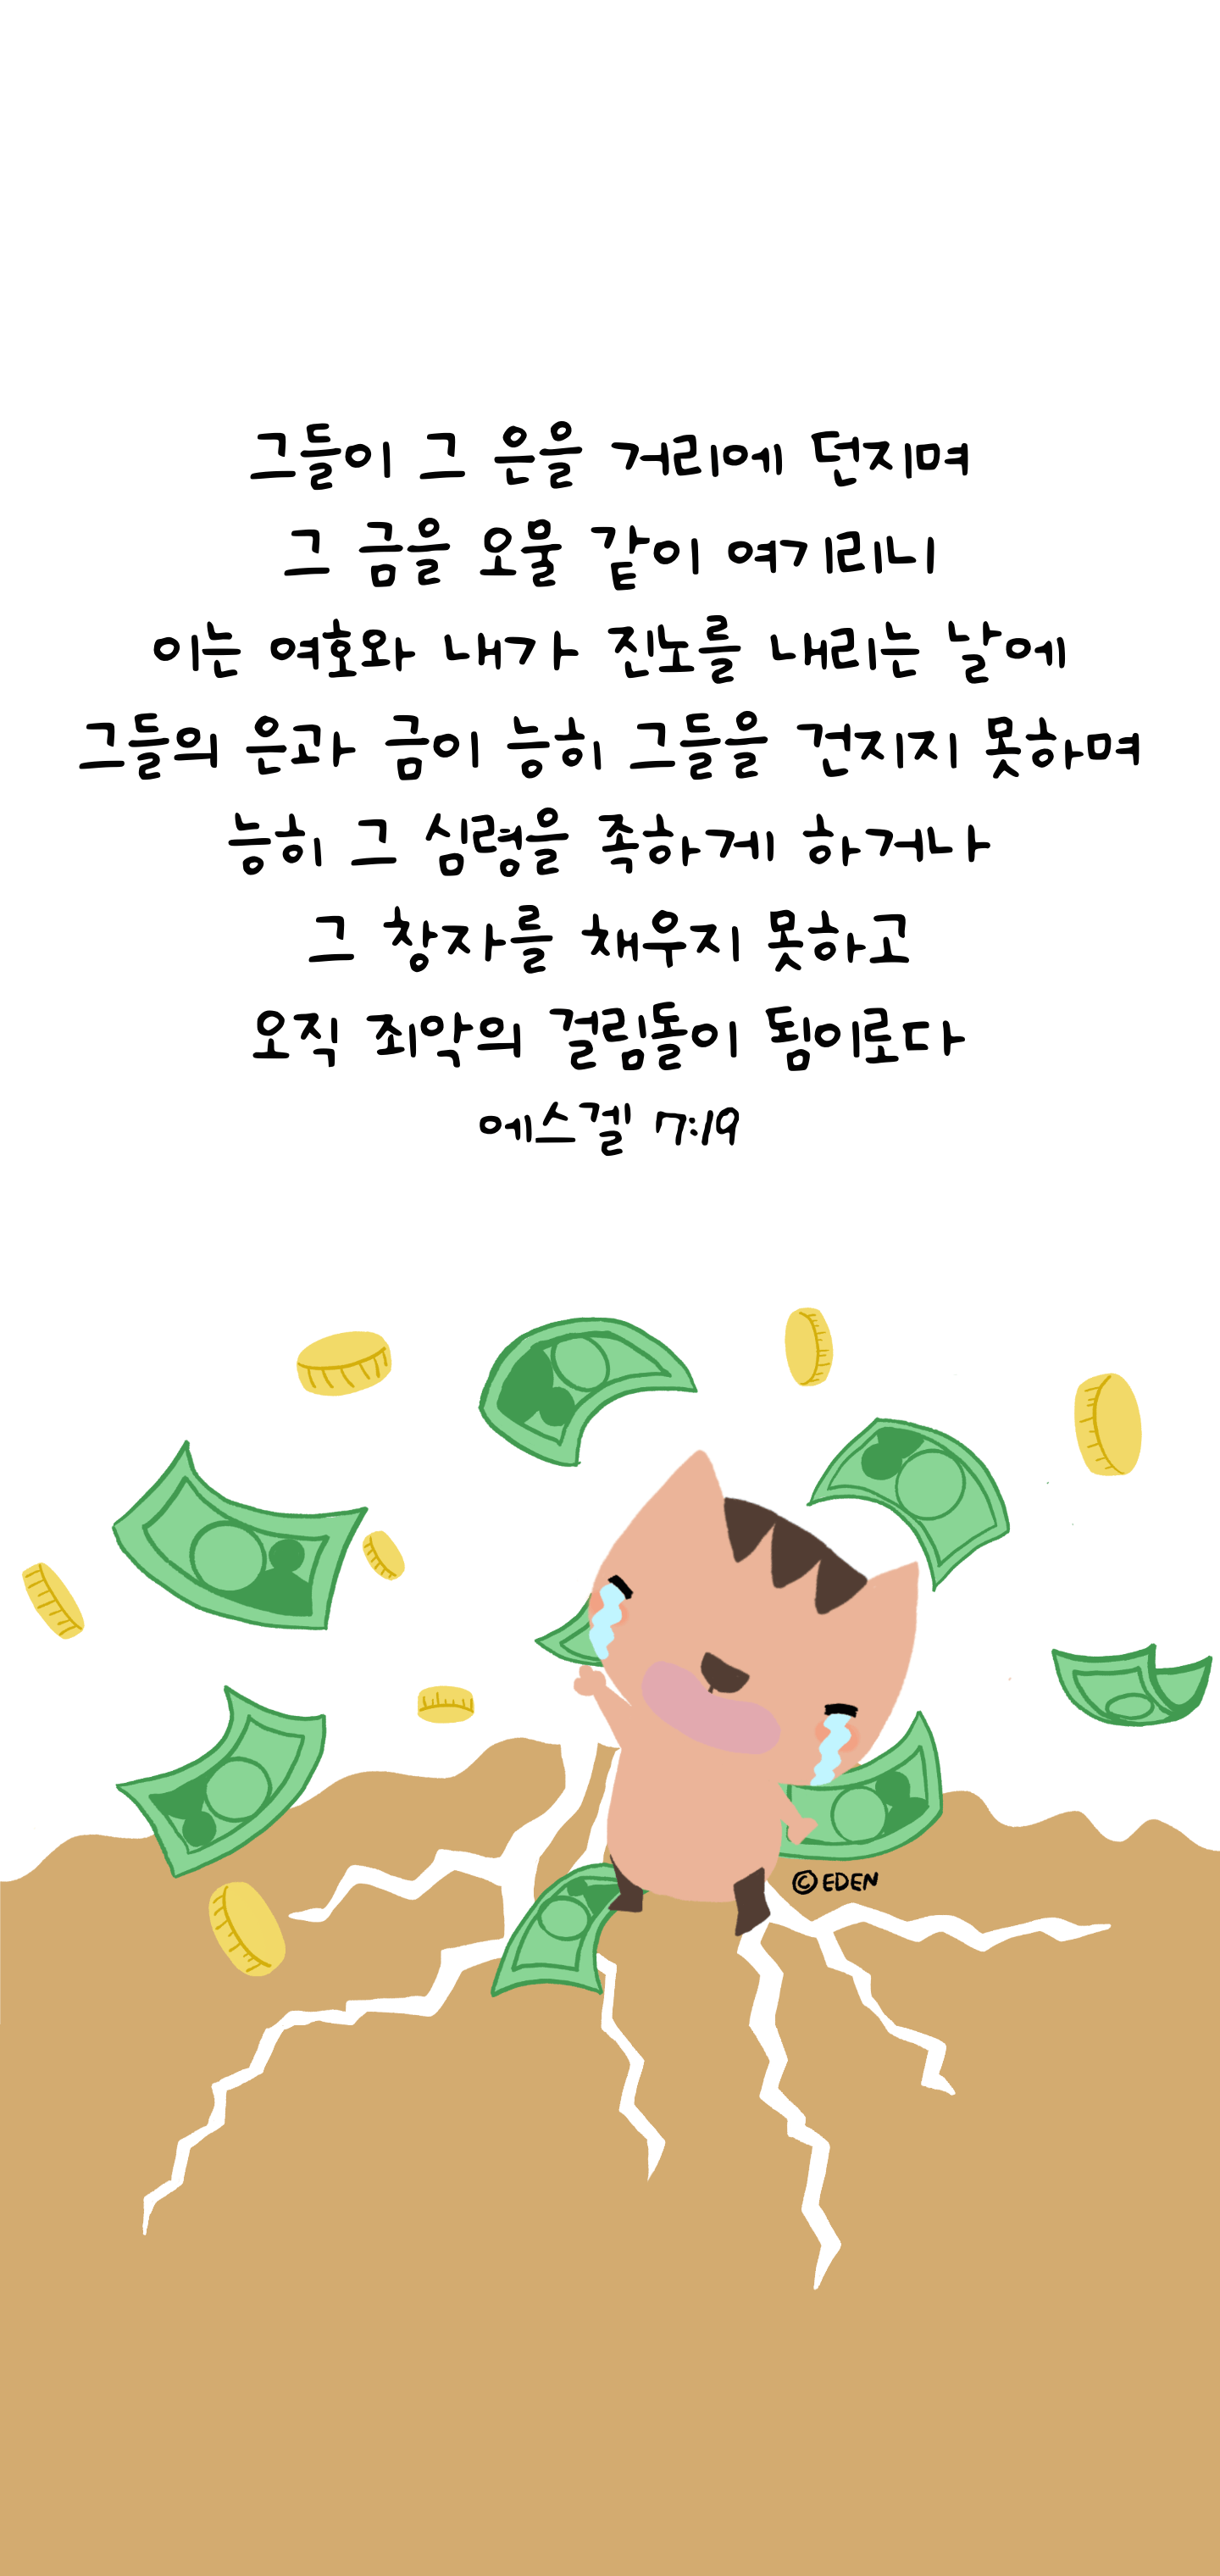 그들이 그 은을 거리에 던지며
그 금을 오물 같이 여기리니
이는 여호와 내가 진노를 내리는 날에
그들의 은과 금이 능히 그들을 건지지 못하며
능히 그 심령을 족하게 하거나
그 창자를 채우지 못하고
오직 죄악의 걸림돌이 됨이로다
에스겔 7:19
©EDEN